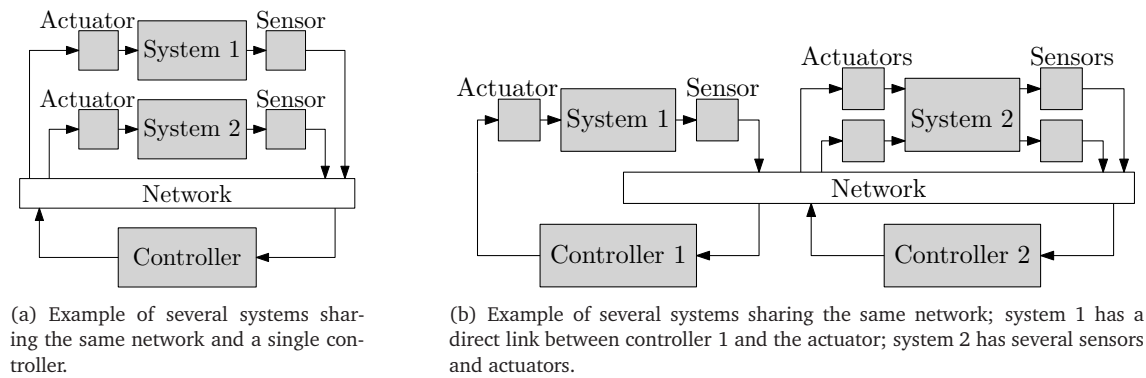 Actuator Sensor
System 1
Actuator Sensor
System 2
Network
Controller
(a) Example of several systems shar-
ing the same network and a single con-
troller.
Actuator Sensor
System 1
Actuators Sensors
System 2
Network
Controller 1
Controller 2
(b) Example of several systems sharing the same network; system 1 has a
direct link between controller 1 and the actuator; system 2 has several sensors
and actuators.